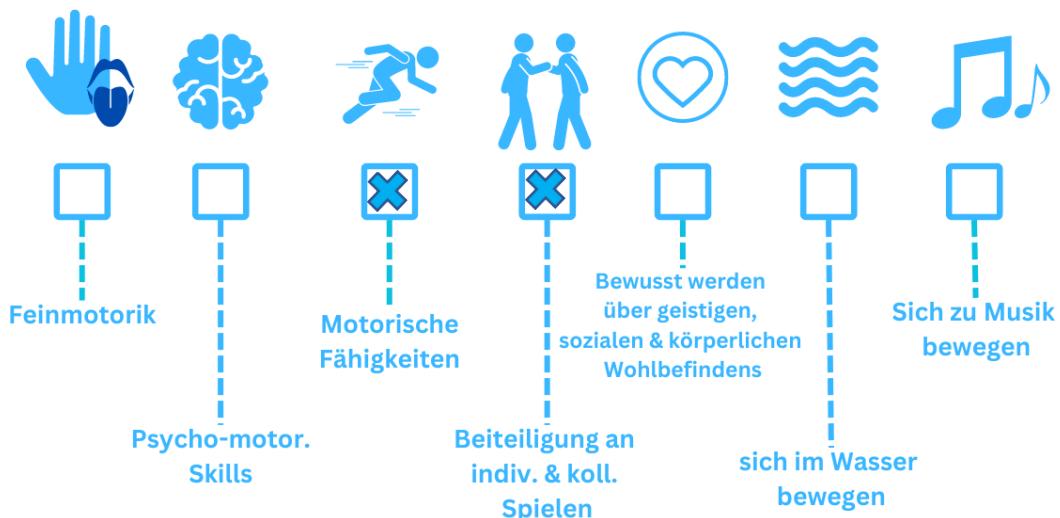 Feinmotorik
Psycho-motor.
Skills
Motorische
Fähigkeiten
Beiteiligung an
indiv. & koll.
Spielen
Bewusst werden
über geistigen,
sozialen & körperlichen
Wohlbefindens
sich im Wasser
bewegen
Sich zu Musik
bewegen